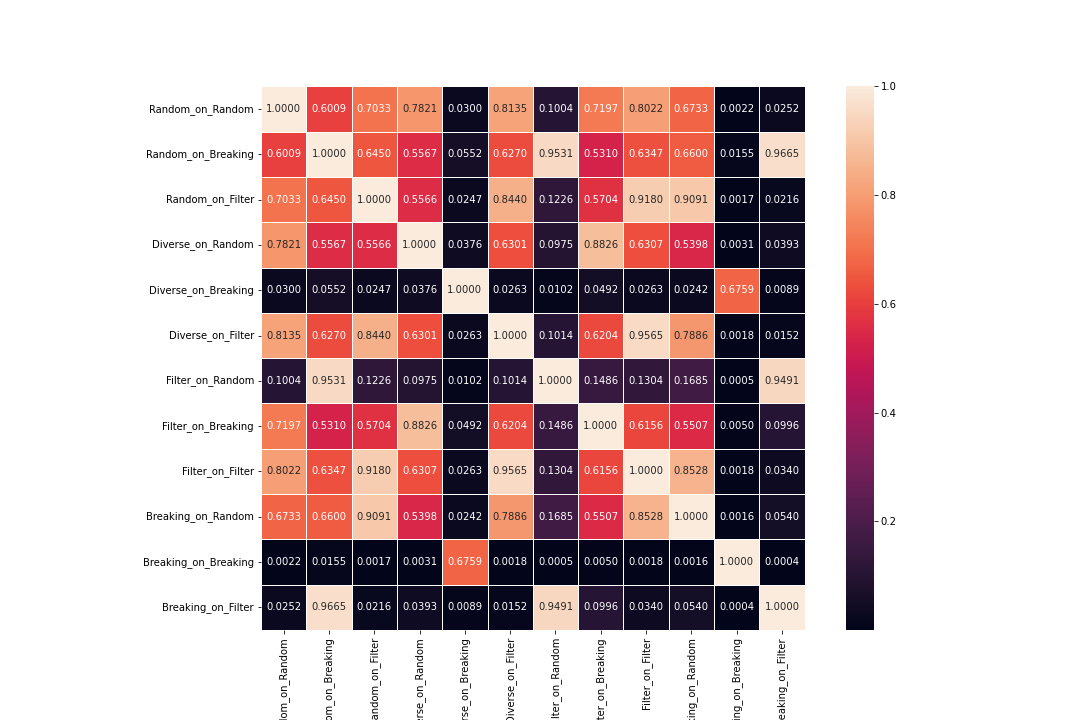 Random_on_Random 1.0000 0.6009 0.7033 0.7821 0.0300 0.8135 0.1004 0.7197 0.8022 0.6733 0.0022 0.0252
Random_on_Breaking 0.6009 1.0000 0.6450 0.5567 0.0552 0.6270 0.9531 0.5310 0.6347 0.6600 0.0155 0.9665
Random_on_Filter 0.7033 0.6450 1.0000 0.5566 0.0247 0.8440 0.1226 0.5704 0.9180 0.9091 0.0017 0.0216
Diverse_on_Random 0.7821 0.5567 0.5566 1.0000 0.0376 0.6301 0.0975 0.8826 0.6307 0.5398 0.0031 0.0393
Diverse_on_Breaking 0.0300 0.0552 0.0247 0.0376 1.0000 0.0263 0.0102 0.0492 0.0263 0.0242 0.6759 0.0089
Diverse_on_Filter 0.8135 0.6270 0.8440 0.6301 0.0263 1.0000 0.1014 0.6204 0.9565 0.7886 0.0018 0.0152
Filter_on_Random 0.1004 0.9531 0.1226 0.0975 0.0102 0.1014 1.0000 0.1486 0.1304 0.1685 0.0005 0.9491
Filter_on_Breaking 0.7197 0.5310 0.5704 0.8826 0.0492 0.6204 0.1486 1.0000 0.6156 0.5507 0.0050 0.0996
Filter_on_Filter 0.8022 0.6347 0.9180 0.6307 0.0263 0.9565 0.1304 0.6156 1.0000 0.8528 0.0018 0.0340
Breaking_on_Random 0.6733 0.6600 0.9091 0.5398 0.0242 0.7886 0.1685 0.5507 0.8528 1.0000 0.0016 0.0540
Breaking_on_Breaking 0.0022 0.0155 0.0017 0.0031 0.6759 0.0018 0.0005 0.0050 0.0018 0.0016 1.0000 0.0004
Breaking_on_Filter 0.0252 0.9665 0.0216 0.0393 0.0089 0.0152 0.9491 0.0996 0.0340 0.0540 0.0004 1.0000
dom_on_Random
om_on_Breaking
andom_on_Filter
erse_on_Random
rse_on_Breaking
Diverse_on_Filter
ilter_on_Random
ter_on_Breaking
Filter_on_Filter
king_on_Random
ing_on_Breaking
eaking_on_Filter
1.0
0.8
0.6
0.4
0.2